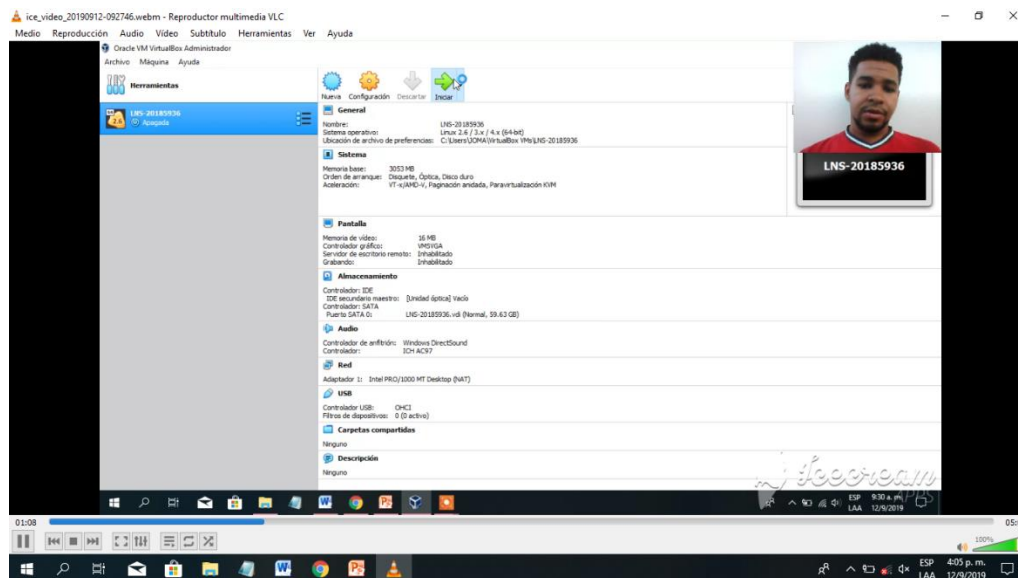 ice_video_20190912-092746.webm - Reproductor multimedia VLC
Medio Reproducción Audio Vídeo Subtítulo Herramientas Ver Ayuda
Oracle VM VirtualBox Administrador
Archivo Máquina Ayuda
Herramientas
Nueva Configuración Descartar Iniciar
LNS-20185936
Apagada
General
Nombre: LNS-20185936
Sistema operativo: Linux 2.6 / 3.x / 4.x (64-bit)
Ubicación de archivo de preferencias: C:\Users\JOMA\VirtualBox VMs\LNS-20185936
Sistema
Memoria base: 3053 MB
Orden de arranque: Disquete, Óptica, Disco duro
Aceleración: VT-x/AMD-V, Paginación anidada, Paravirtualización KVM
LNS-20185936
Pantalla
Memoria de vídeo: 16 MB
Controlador gráfico: VMSVGA
Servidor de escritorio remoto: Inhabilitado
Grabando: Inhabilitado
Almacenamiento
Controlador: IDE
IDE secundario maestro: [Unidad óptica] Vacío
Controlador: SATA
Puerto SATA 0: LNS-20185936.vdi (Normal, 59.63 GB)
Audio
Controlador de anfitrión: Windows DirectSound
Controlador: ICH AC97
Red
Adaptador 1: Intel PRO/1000 MT Desktop (NAT)
USB
Controlador USB: OHCI
Filtros de dispositivos: 0 (0 activo)
Carpetas compartidas
Ninguno
Descripción
Ninguno
Icecream
APPS
ESP 9:30 a. m.
LAA 12/9/2019
01:08
100%
ESP 4:05 p. m.
LAA 12/9/2019